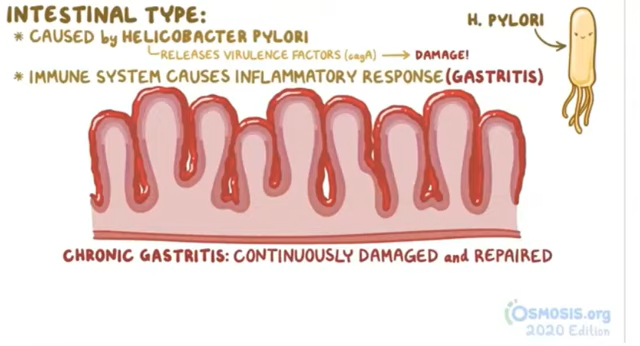 INTESTINAL TYPE:
* CAUSED by HELICOBACTER PYLORI
RELEASES VIRULENCE FACTORS (cagA) → DAMAGE!
* IMMUNE SYSTEM CAUSES INFLAMMATORY RESPONSE (GASTRITIS)
H. PYLORI
CHRONIC GASTRITIS: CONTINUOUSLY DAMAGED and REPAIRED
OSMOSIS.org
2020 Edition